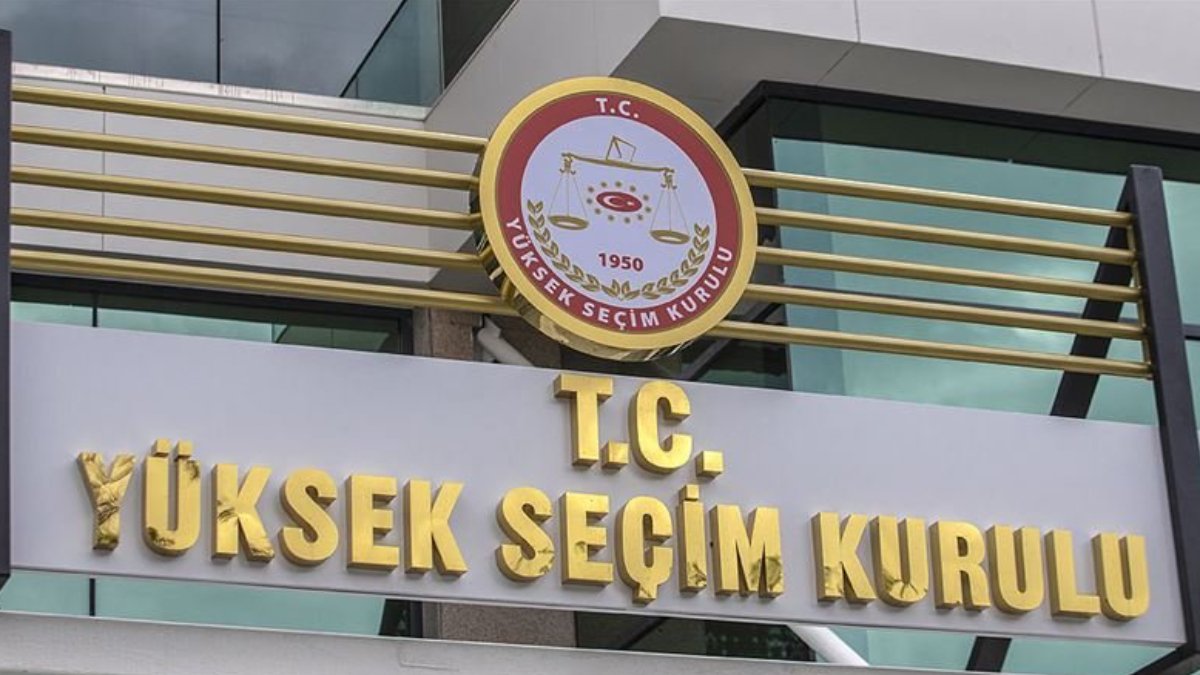 T.C.
1950
YÜKSEK SEÇİM KURULU
T.C.
YÜKSEK SEÇİM KURULU